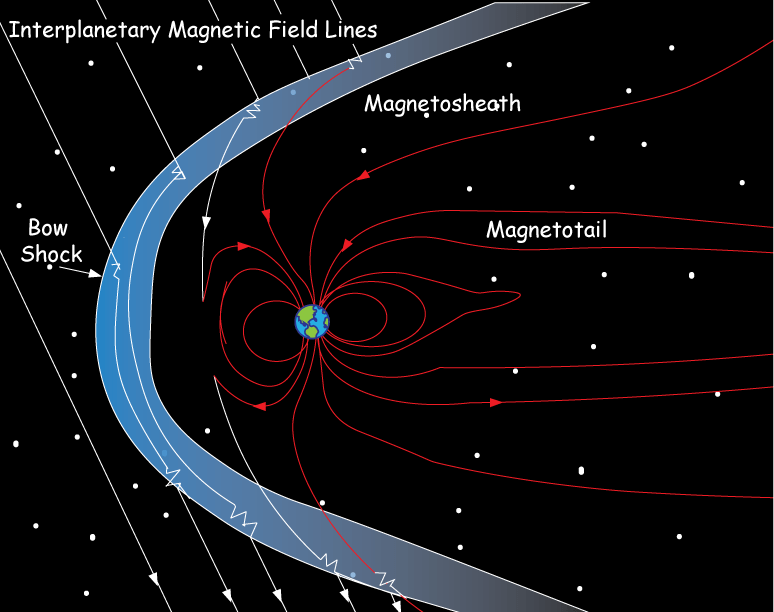 Interplanetary Magnetic Field Lines
Magnetosheath
Bow
Shock
Magnetotail